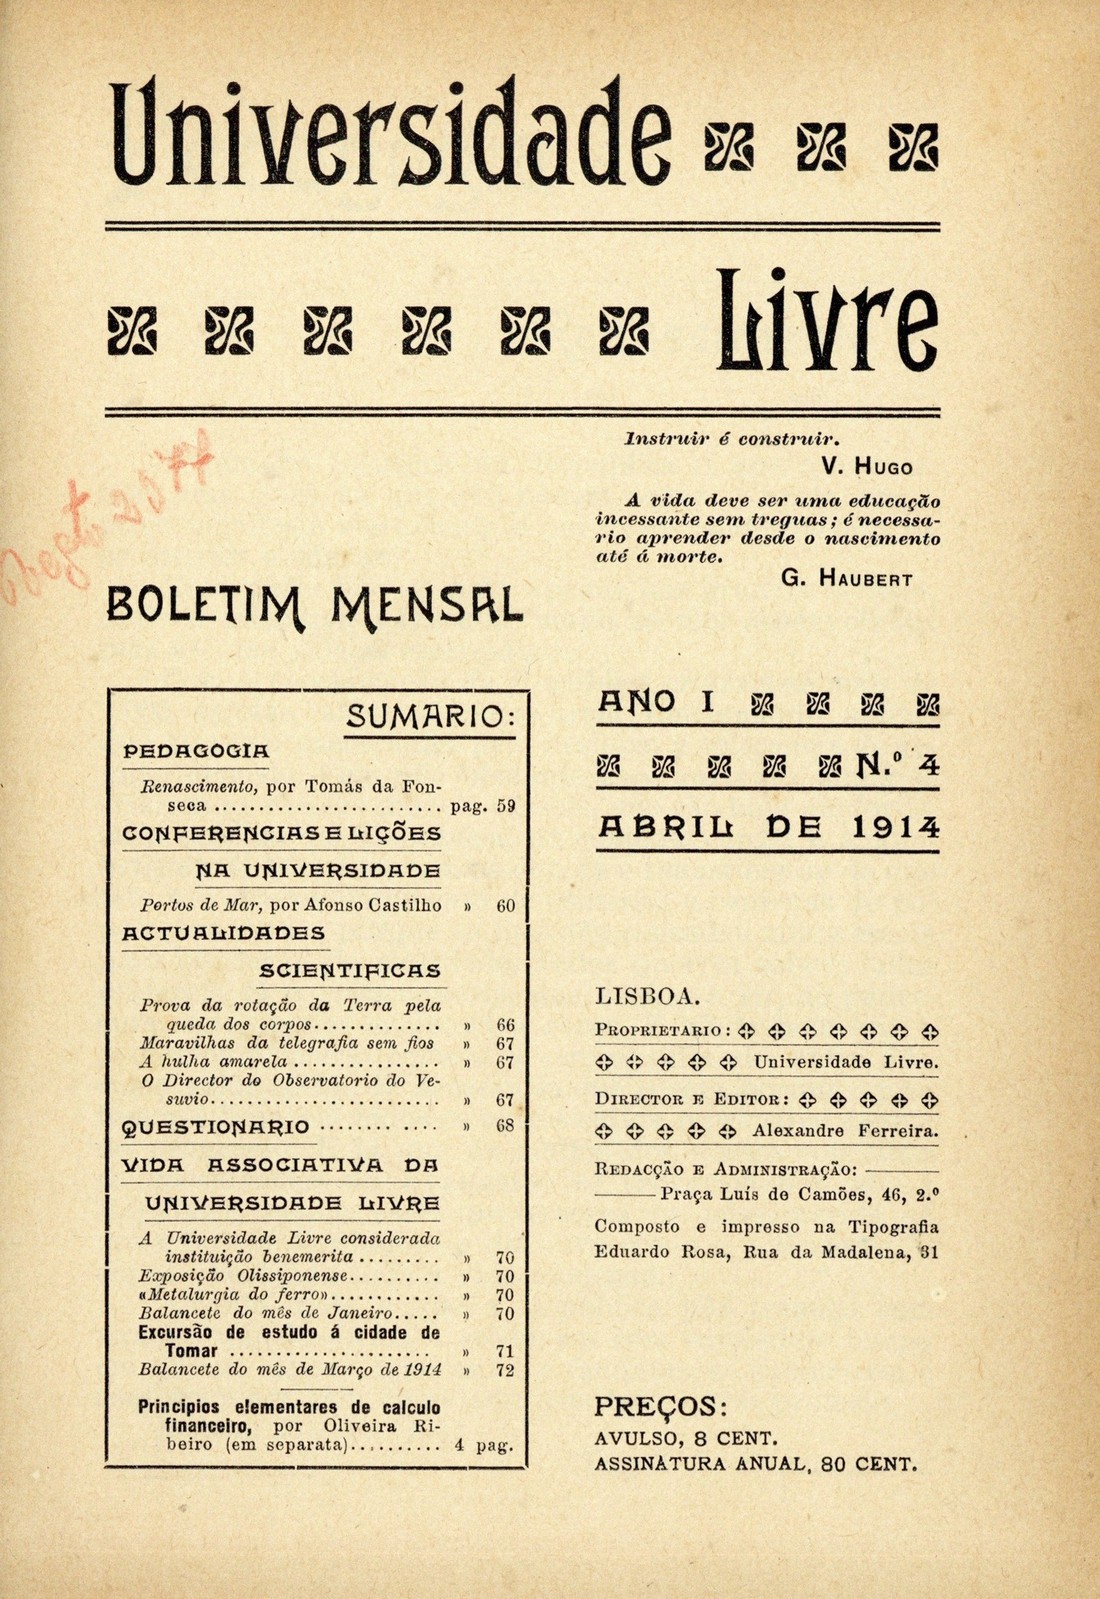 Universidade
Livre
Instruir é construir.
V. HUGO
A vida deve ser uma educação
incessante sem treguas; é necessa-
rio aprender desde o nascimento
até á morte.
G. HAUBERT
BOLETIM MENSAL
SUMARIO:
PEDAGOGIA
Renascimento, por Tomás da Fon-
seca ........................ pag. 59
CONFERENCIAS E LIÇÕES
NA UNIVERSIDADE
Portos de Mar, por Afonso Castilho » 60
ACTUALIDADES
SCIENTIFICAS
Prova da rotação da Terra pela
queda dos corpos.............. » 66
Maravilhas da telegrafia sem fios » 67
A hulha amarela ................ » 67
O Director do Observatorio do Ve-
suvio......................... » 67
QUESTIONARIO ........ .... » 68
VIDA ASSOCIATIVA DA
UNIVERSIDADE LIVRE
A Universidade Livre considerada
instituição benemerita ......... » 70
Exposição Olissiponense.......... » 70
«Metalurgia do ferro»............ » 70
Balancete do mês de Janeiro..... » 70
Excursão de estudo á cidade de
Tomar ...................... » 71
Balancete do mês de Março de 1914 » 72
Principios elementares de calculo
financeiro, por Oliveira Ri-
beiro (em separata).......... 4 pag.
ANO I
N.º 4
ABRIL DE 1914
LISBOA.
PROPRIETARIO:
Universidade Livre.
DIRECTOR E EDITOR:
Alexandre Ferreira.
REDACÇÃO E ADMINISTRAÇÃO:
Praça Luís de Camões, 46, 2.º
Composto e impresso na Tipografia
Eduardo Rosa, Rua da Madalena, 31
PREÇOS:
AVULSO, 8 CENT.
ASSINATURA ANUAL, 80 CENT.